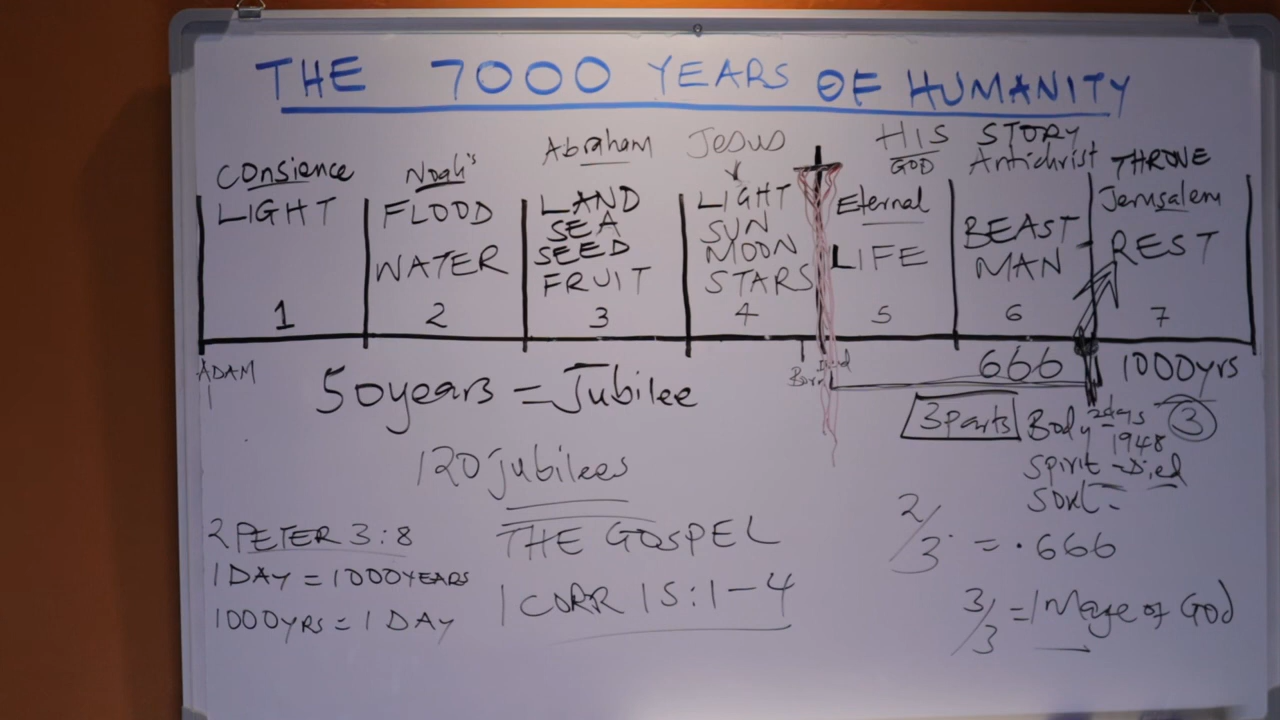 THE 7000 YEARS OF HUMANITY
HIS STORY
GOD
Consience
LIGHT
1
Noah's
FLOOD
WATER
2
Abraham
LAND
SEA
SEED
FRUIT
3
Jesus
LIGHT
SUN
MOON
STARS
4
Eternal
LIFE
5
Antichrist
BEAST
MAN
6
THRONE
Jerusalem
REST
7
ADAM
Born
Died
666
1000yrs
50years = Jubilee
120 Jubilees
3 parts
Body 2days
1948
3
Spirit - Died
Soul =
2 PETER 3:8
1 DAY = 1000 YEARS
1000 YRS = 1 DAY
THE GOSPEL
1 CORR 15:1-4
2/3 = .666
3/3 = Image of God